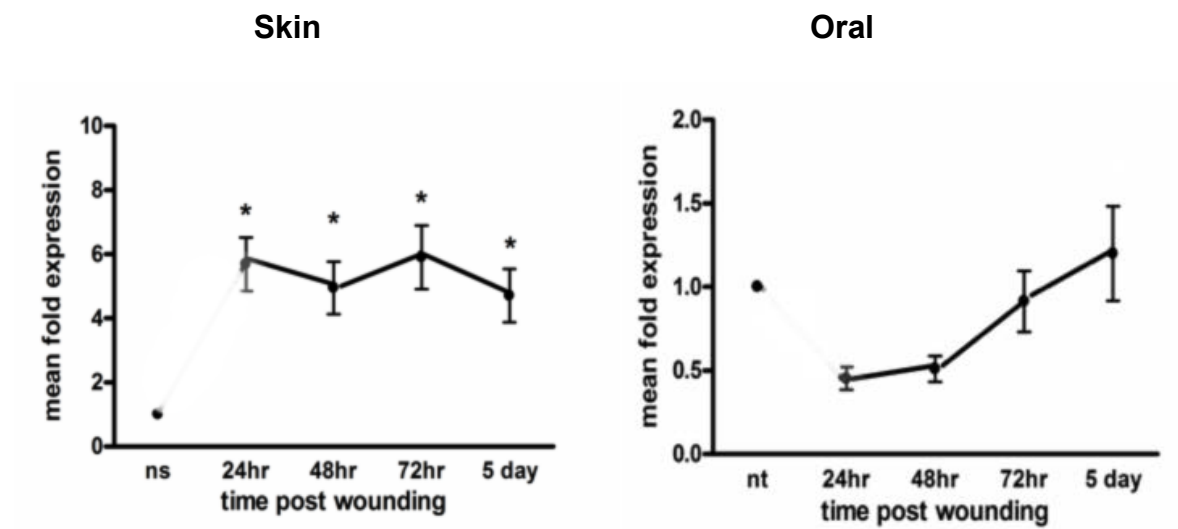 Skin
Oral
mean fold expression
10
8
6
4
2
0
*
*
*
*
ns 24hr 48hr 72hr 5 day
time post wounding
mean fold expression
2.0
1.5
1.0
0.5
0.0
nt 24hr 48hr 72hr 5 day
time post wounding